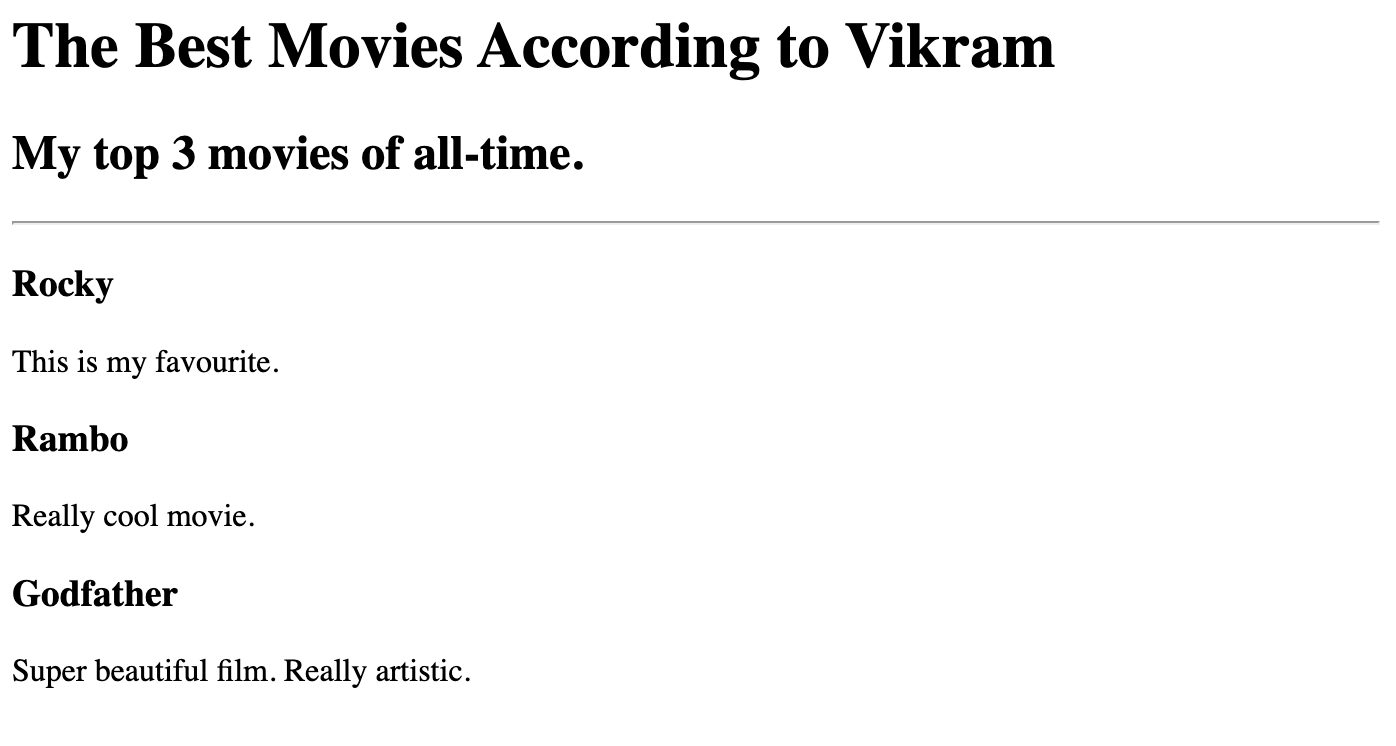 The Best Movies According to Vikram
My top 3 movies of all-time.
Rocky
This is my favourite.
Rambo
Really cool movie.
Godfather
Super beautiful film. Really artistic.